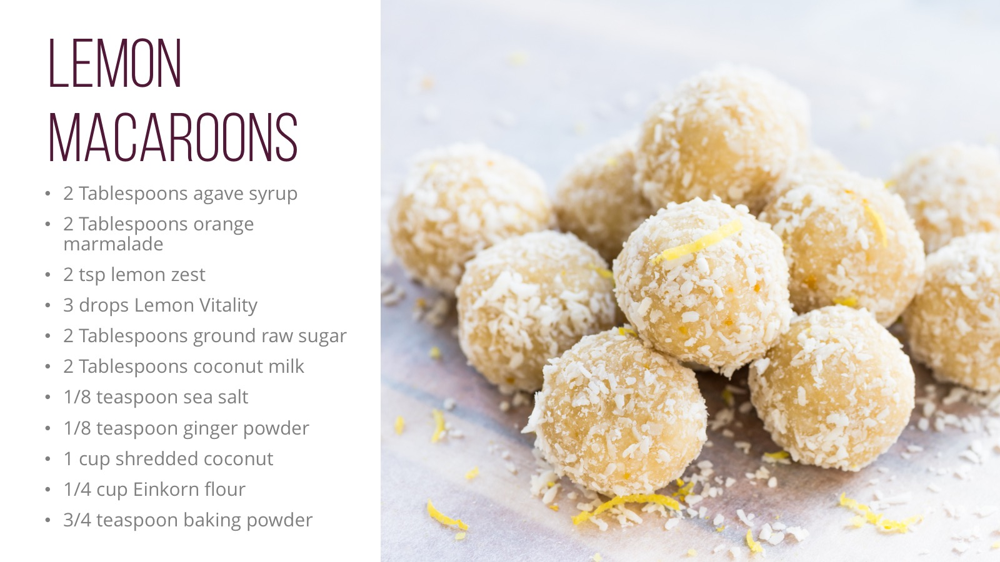 LEMON
MACAROONS
• 2 Tablespoons agave syrup
• 2 Tablespoons orange
marmalade
• 2 tsp lemon zest
• 3 drops Lemon Vitality
• 2 Tablespoons ground raw sugar
• 2 Tablespoons coconut milk
• 1/8 teaspoon sea salt
• 1/8 teaspoon ginger powder
• 1 cup shredded coconut
• 1/4 cup Einkorn flour
• 3/4 teaspoon baking powder